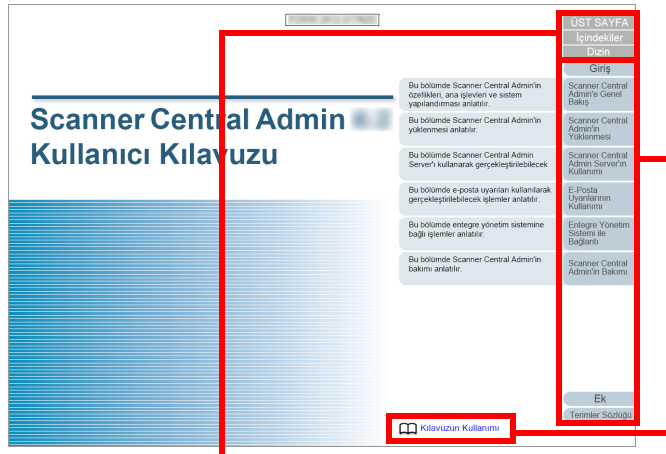 ÜST SAYFA
İçindekiler
Dizin
Giriş
Scanner Central Admin
Kullanıcı Kılavuzu
Bu bölümde Scanner Central Admin'in
özellikleri, ana işlevleri ve sistem
yapılandırması anlatılır.
Scanner Central
Admin'e Genel
Bakış
Bu bölümde Scanner Central Admin'in
yüklenmesi anlatılır.
Scanner Central
Admin'in
Yüklenmesi
Bu bölümde Scanner Central Admin
Server'ı kullanarak gerçekleştirilebilecek
Scanner Central
Admin Server'ın
Kullanımı
Bu bölümde e-posta uyarıları kullanılarak
gerçekleştirilebilecek işlemler anlatılır.
E-Posta
Uyarılarının
Kullanımı
Bu bölümde entegre yönetim sistemine
bağlı işlemler anlatılır.
Entegre Yönetim
Sistemi ile
Bağlantı
Bu bölümde Scanner Central Admin'in
bakımı anlatılır.
Scanner Central
Admin'in Bakımı
Ek
Terimler Sözlüğü
Kılavuzun Kullanımı